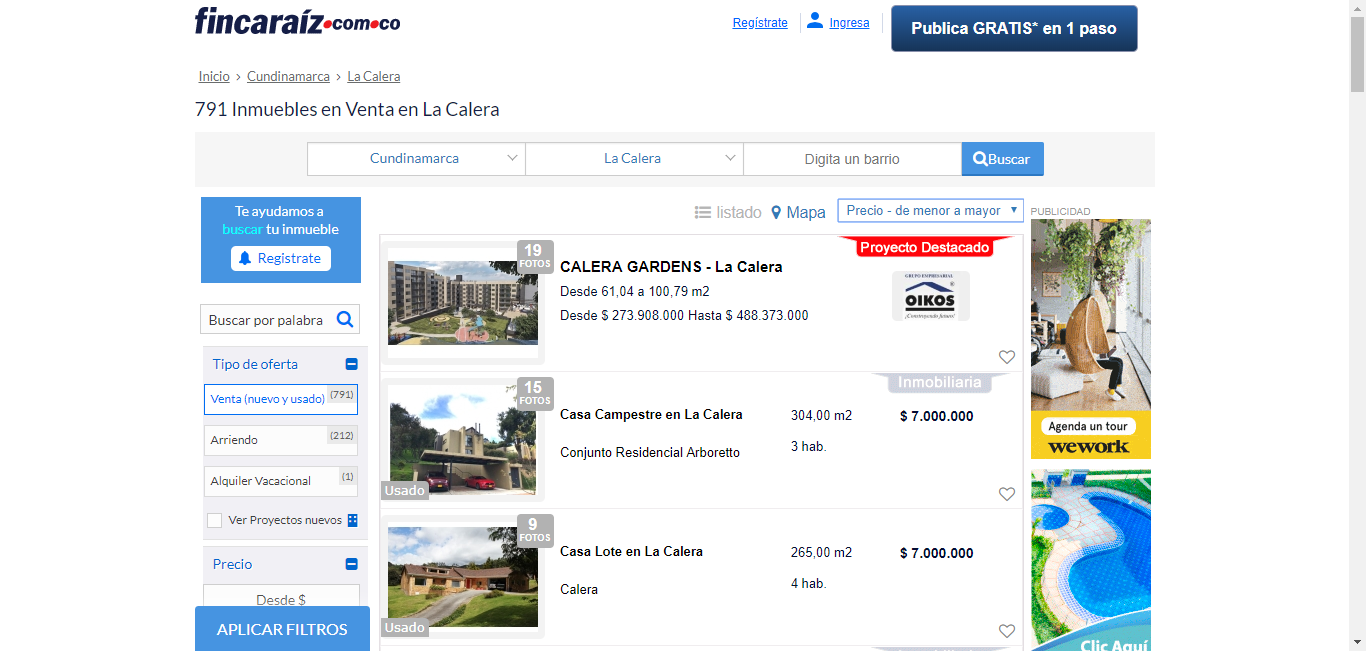 fincaraíz.com.co
Regístrate
Ingresa
Publica GRATIS* en 1 paso
Inicio › Cundinamarca › La Calera
791 Inmuebles en Venta en La Calera
Cundinamarca
La Calera
Digita un barrio
Buscar
Te ayudamos a
buscar tu inmueble
Registrate
Buscar por palabra
Tipo de oferta
Venta (nuevo y usado) (791)
Arriendo (212)
Alquiler Vacacional (1)
Ver Proyectos nuevos
Precio
Desde $
APLICAR FILTROS
listado
Mapa
Precio - de menor a mayor
19
FOTOS
Proyecto Destacado
CALERA GARDENS - La Calera
Desde 61,04 a 100,79 m2
Desde $ 273.908.000 Hasta $ 488.373.000
GRUPO EMPRESARIAL
OIKOS
¡Construyendo futuro!
15
FOTOS
Inmobiliaria
Casa Campestre en La Calera
304,00 m2
$ 7.000.000
Conjunto Residencial Arboretto
3 hab.
Usado
9
FOTOS
Casa Lote en La Calera
265,00 m2
$ 7.000.000
Calera
4 hab.
Usado
PUBLICIDAD
Agenda un tour
wework
Clic Aquí